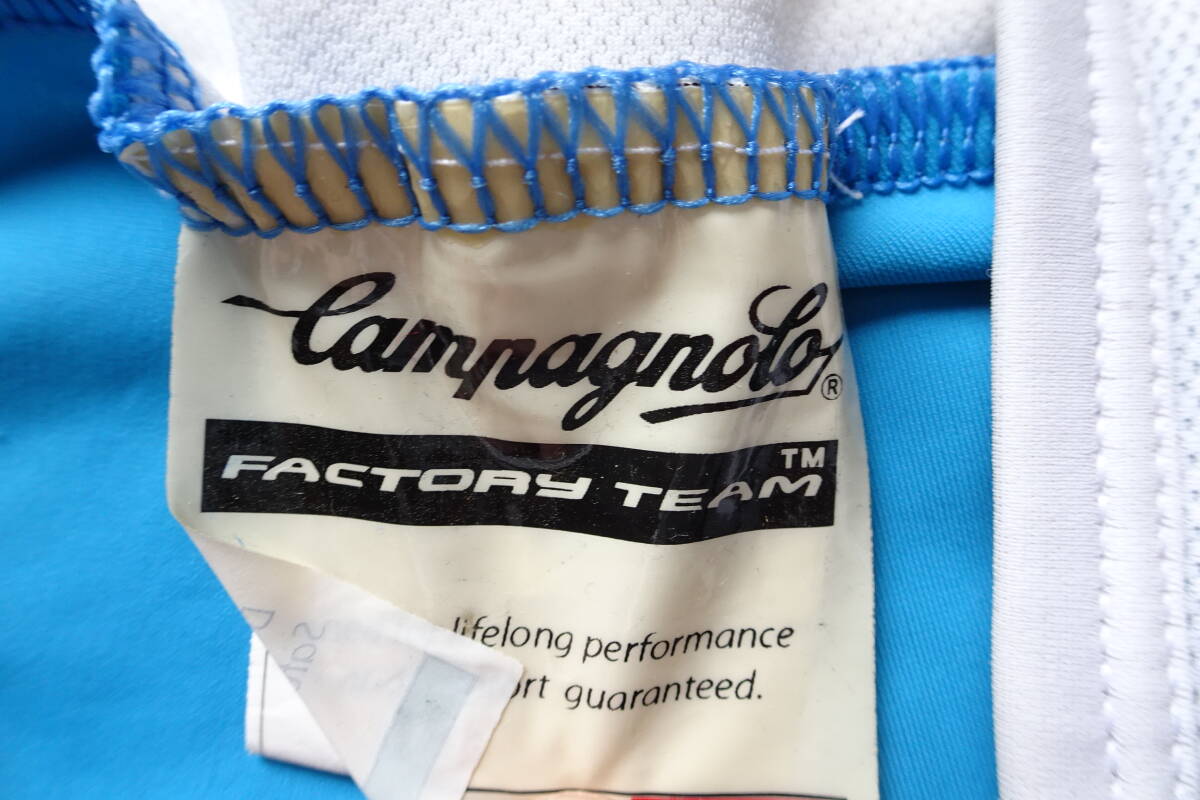 Campagnolo®
FACTORY TEAM™
lifelong performance
guaranteed.